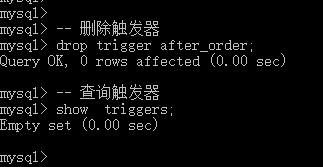 mysql>
mysql> -- 删除触发器
mysql> drop trigger after_order;
Query OK, 0 rows affected (0.00 sec)
mysql>
mysql> -- 查询触发器
mysql> show  triggers;
Empty set (0.00 sec)
mysql>